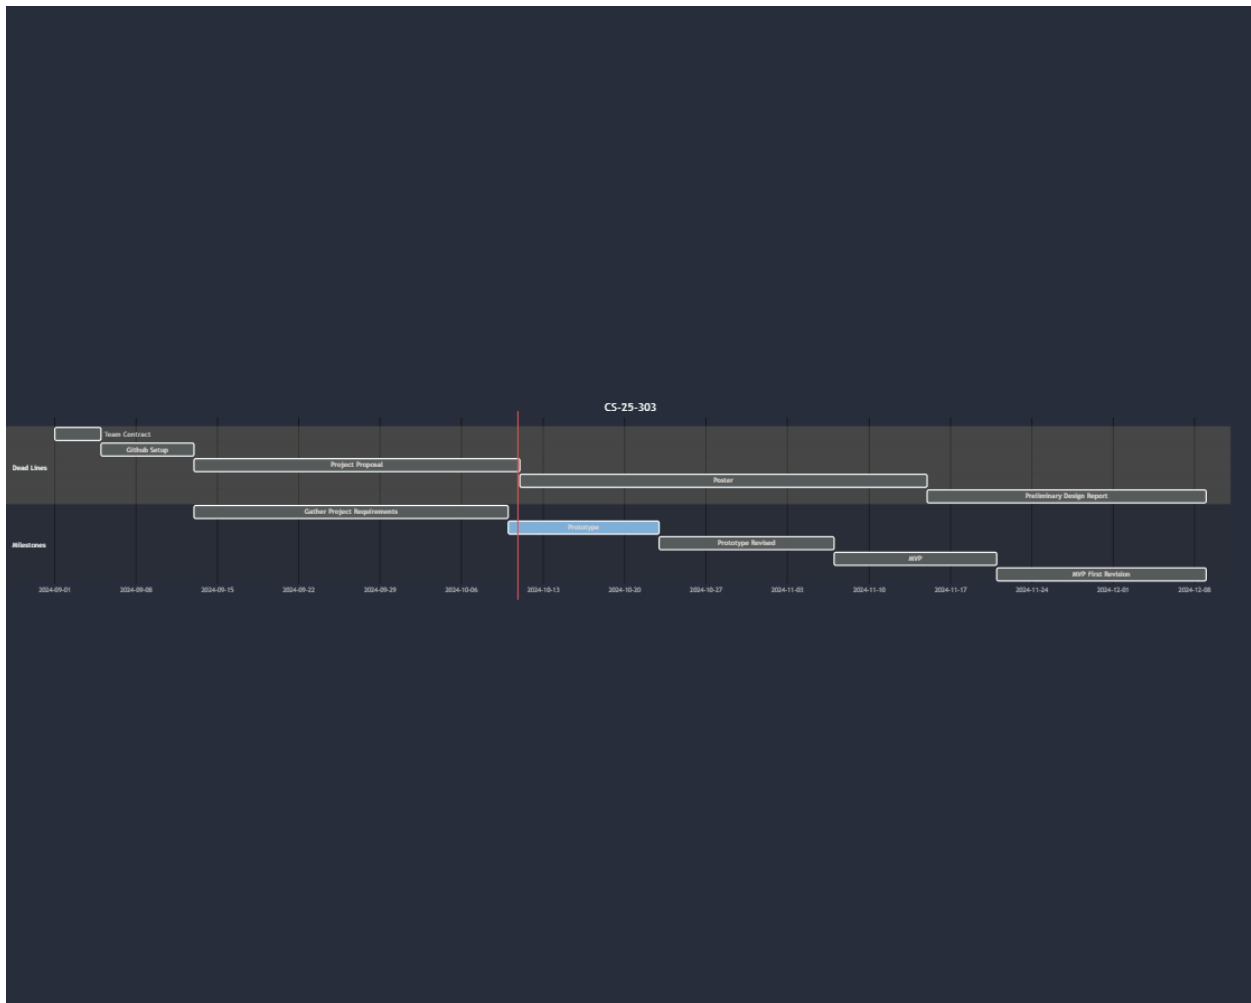 CS-25-303
Team Contract
Github Setup
Dead Lines
Project Proposal
Poster
Preliminary Design Report
Gather Project Requirements
Prototype
Milestones
Prototype Revised
MVP
MVP First Revision
2024-09-01 2024-09-08 2024-09-15 2024-09-22 2024-09-29 2024-10-06 2024-10-13 2024-10-20 2024-10-27 2024-11-03 2024-11-10 2024-11-17 2024-11-24 2024-12-01 2024-12-08